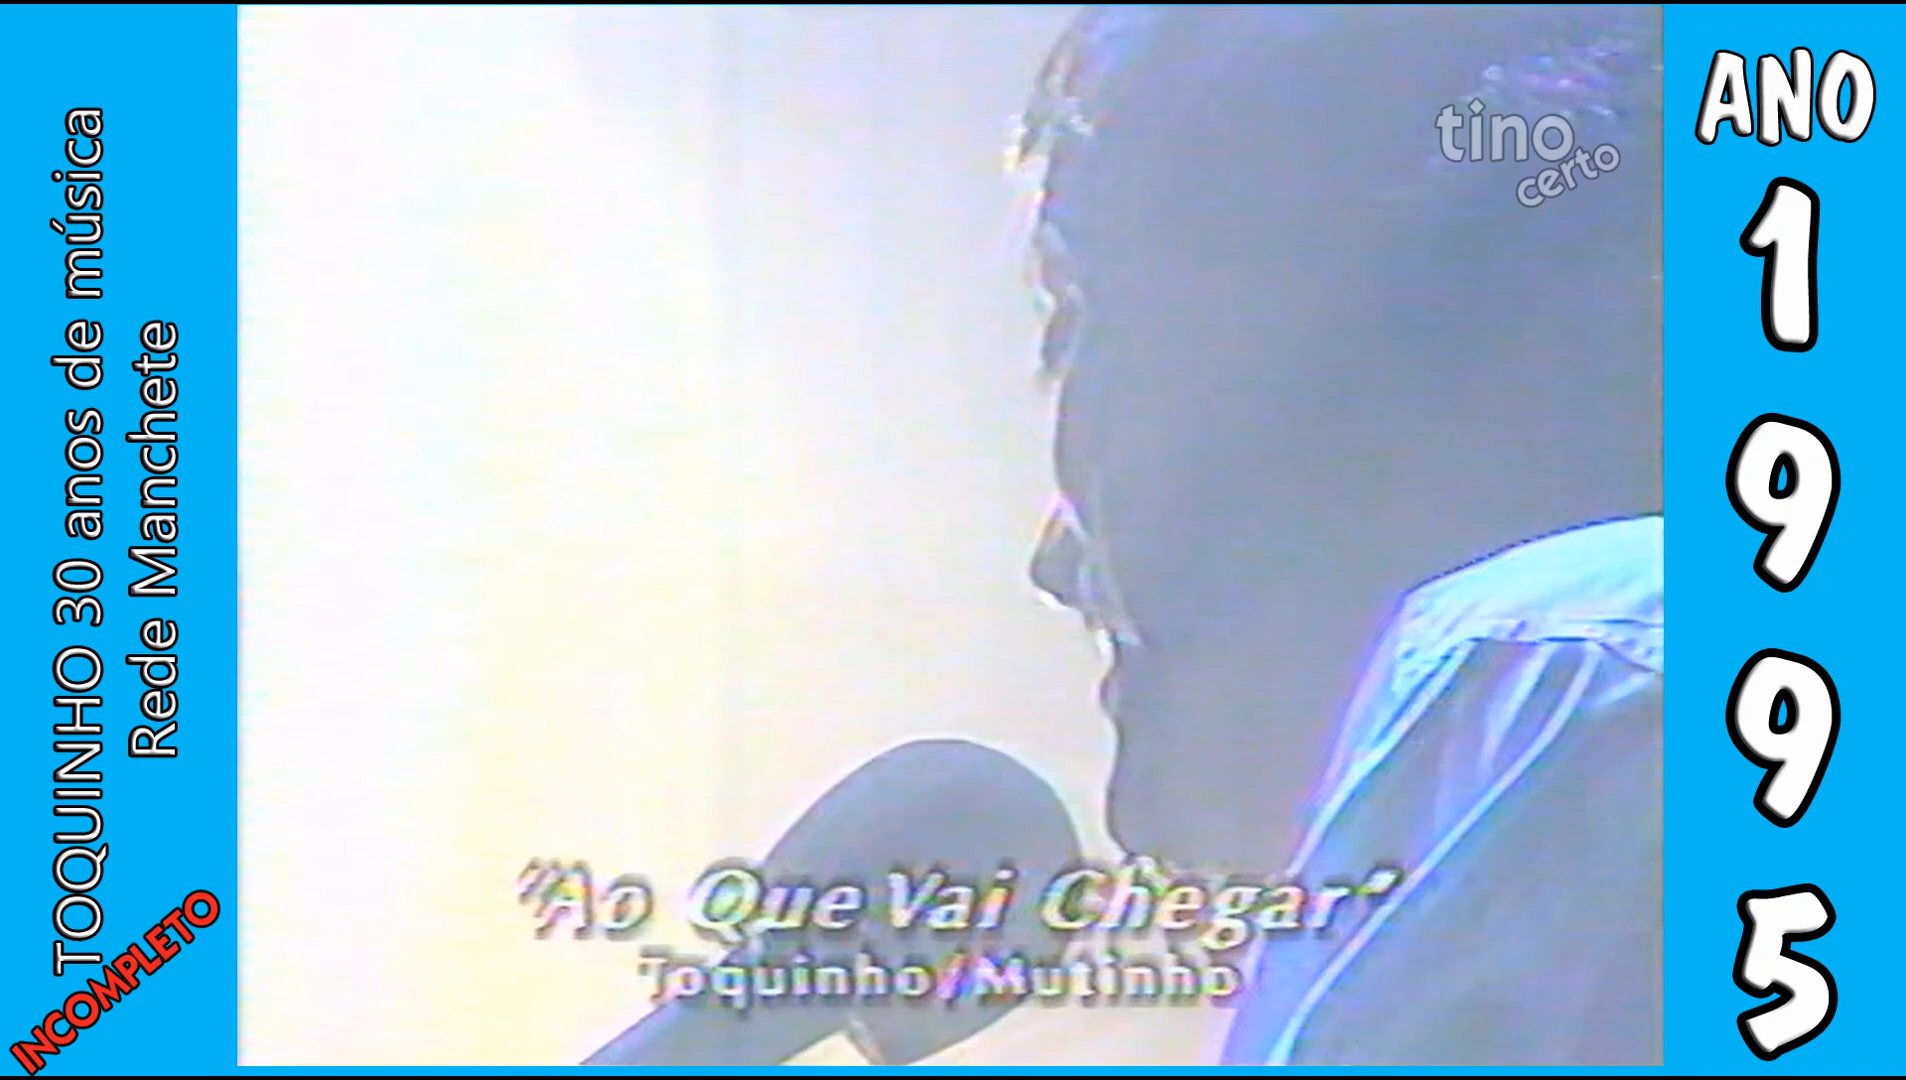 TOQUINHO 30 anos de música
Rede Manchete
INCOMPLETO
tino
certo
"Ao Que Vai Chegar"
Toquinho/Mutinho
ANO
1
9
9
5